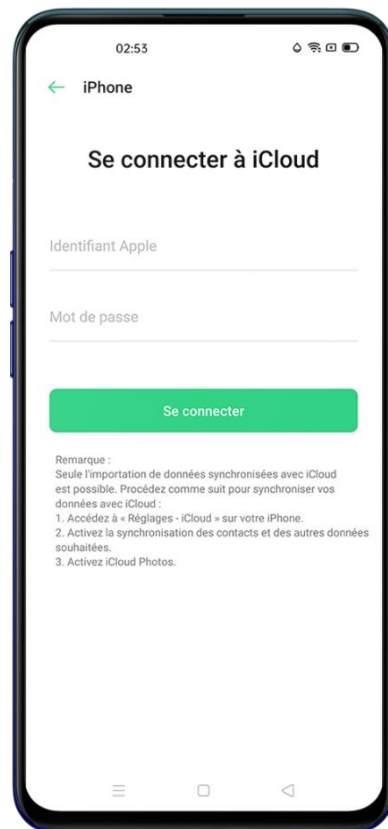 02:53
iPhone
Se connecter à iCloud
Identifiant Apple
Mot de passe
Se connecter
Remarque :
Seule l'importation de données synchronisées avec iCloud
est possible. Procédez comme suit pour synchroniser vos
données avec iCloud :
1. Accédez à « Réglages - iCloud » sur votre iPhone.
2. Activez la synchronisation des contacts et des autres données
souhaitées.
3. Activez iCloud Photos.